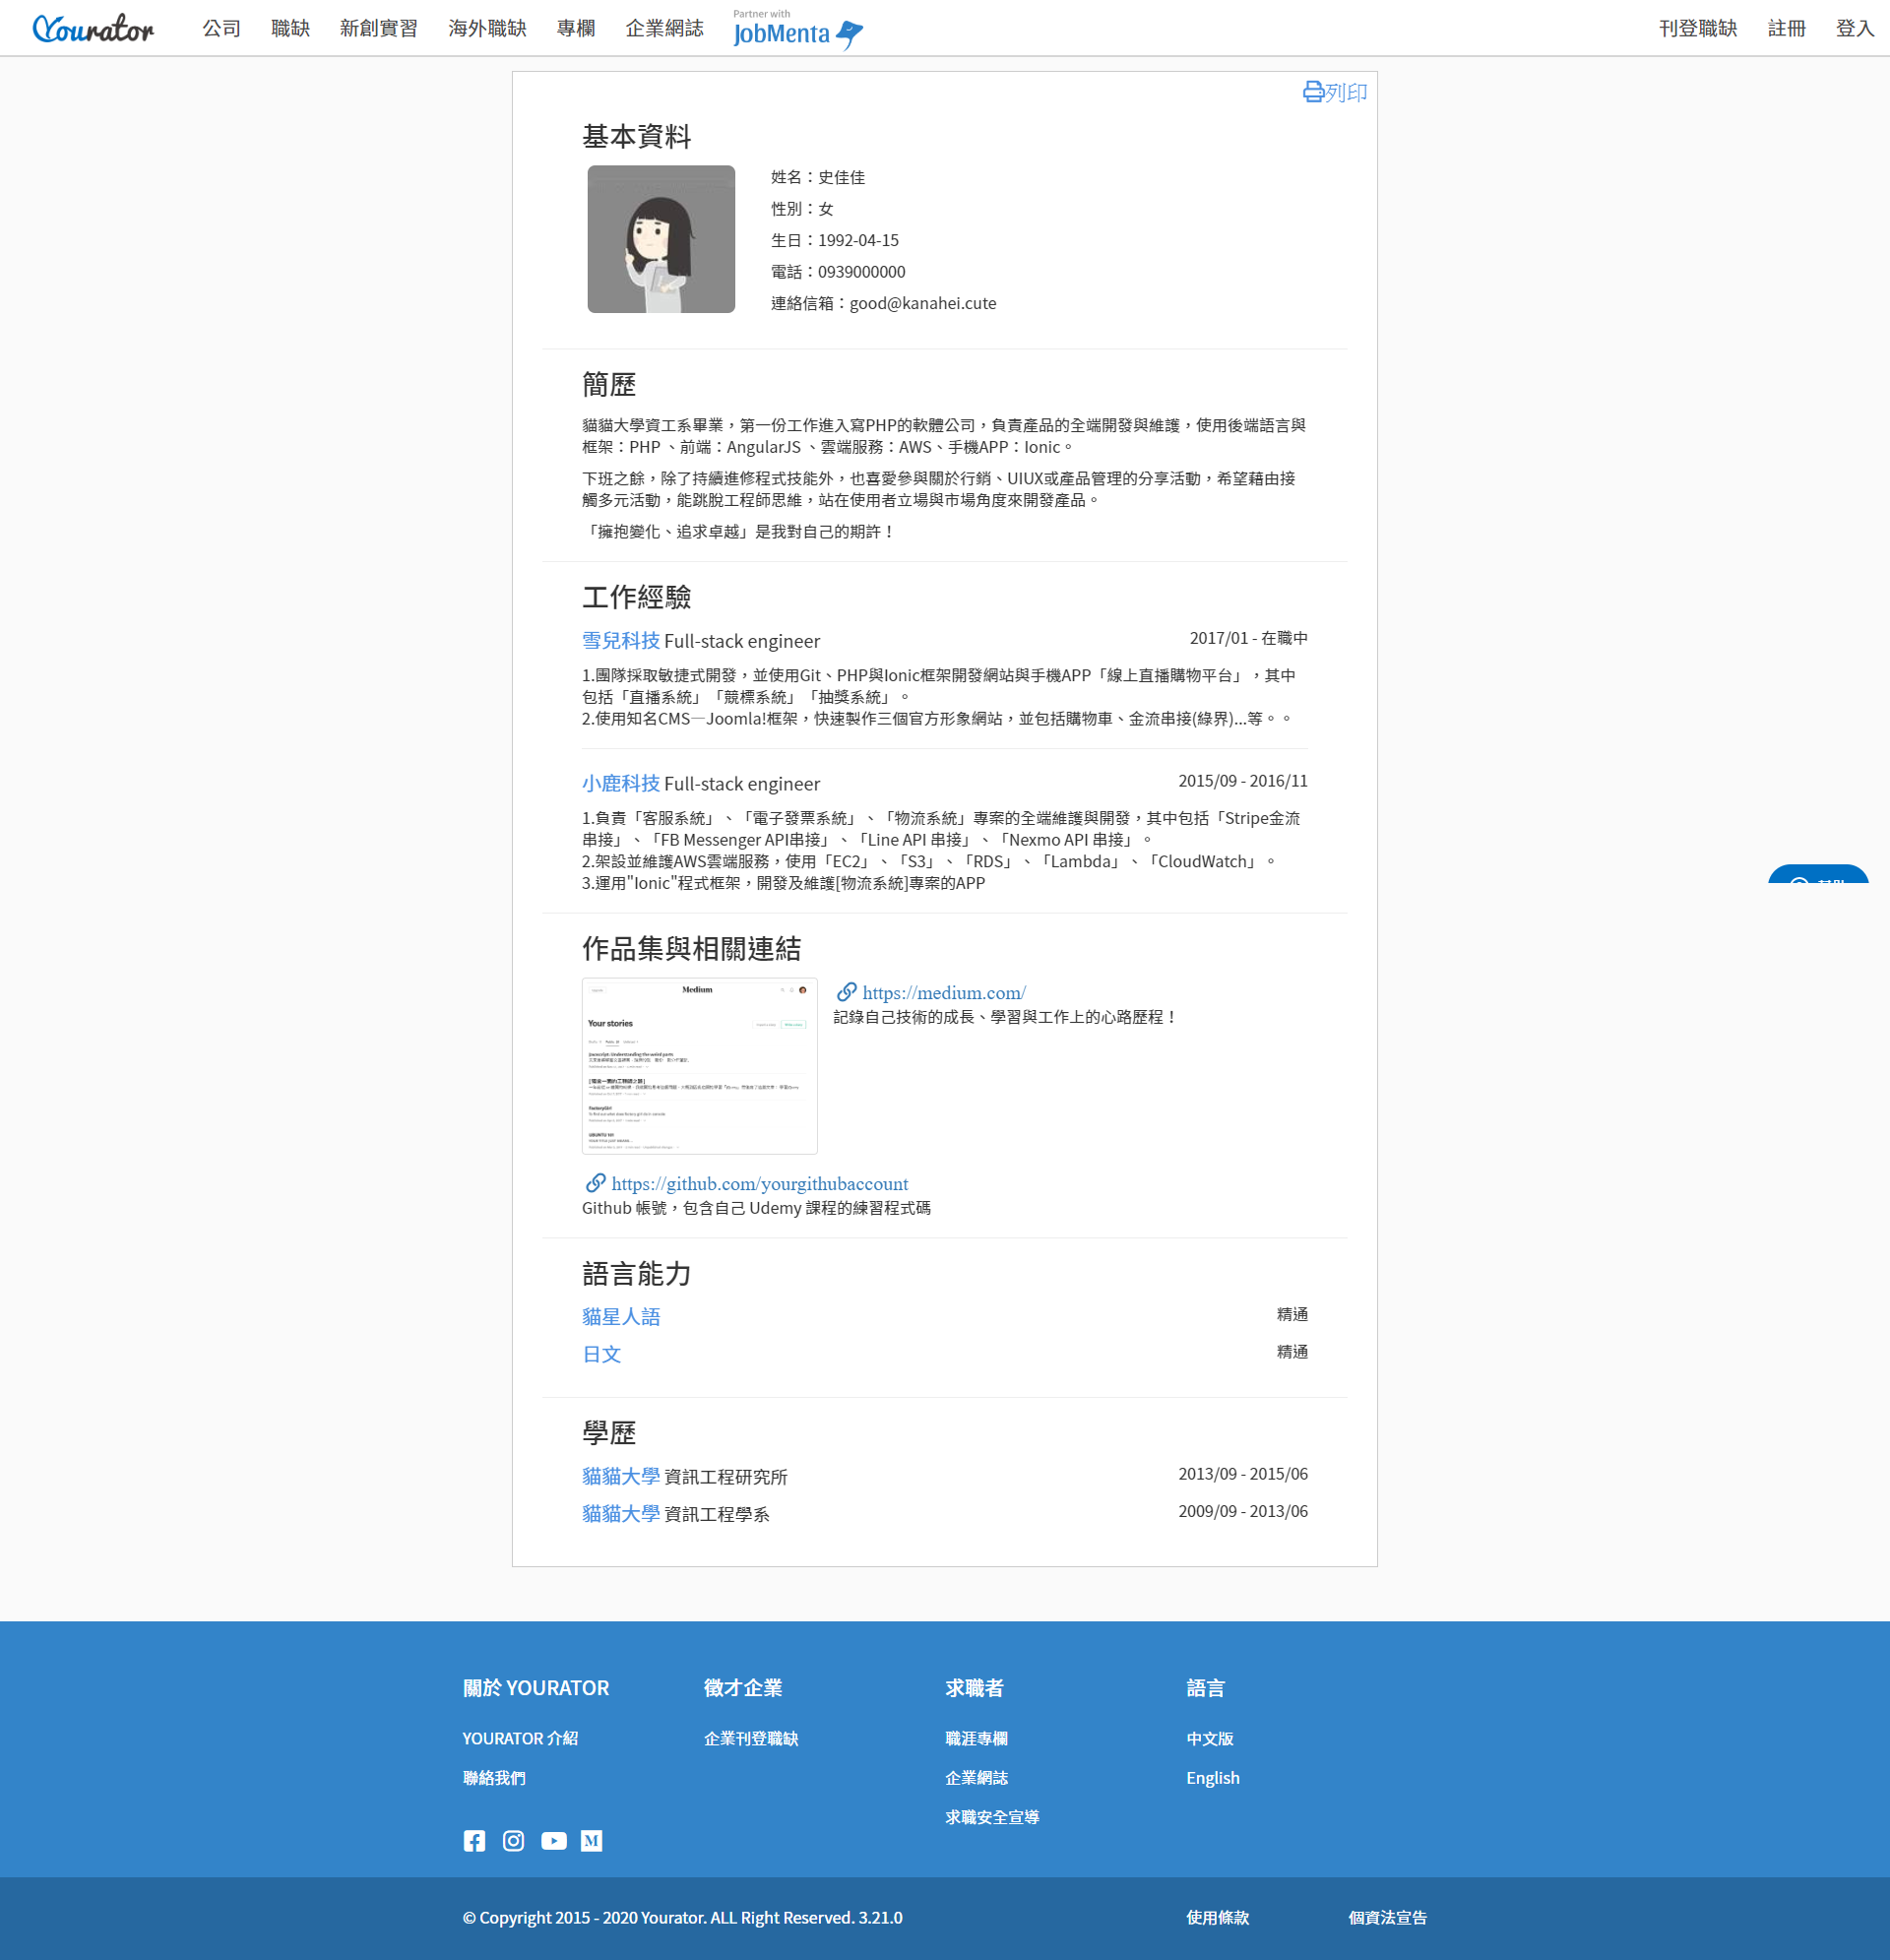 Yourator 公司 職缺 新創實習 海外職缺 專欄 企業網誌 Partner with JobMenta 刊登職缺 註冊 登入
列印
基本資料
姓名：史佳佳
性別：女
生日：1992-04-15
電話：0939000000
連絡信箱：good@kanahei.cute
簡歷
貓貓大學資工系畢業，第一份工作進入寫PHP的軟體公司，負責產品的全端開發與維護，使用後端語言與
框架：PHP 、前端：AngularJS 、雲端服務：AWS、手機APP：Ionic。
下班之餘，除了持續進修程式技能外，也喜愛參與關於行銷、UIUX或產品管理的分享活動，希望藉由接
觸多元活動，能跳脫工程師思維，站在使用者立場與市場角度來開發產品。
「擁抱變化、追求卓越」是我對自己的期許！
工作經驗
雪兒科技 Full-stack engineer 2017/01 - 在職中
1.團隊採取敏捷式開發，並使用Git、PHP與Ionic框架開發網站與手機APP「線上直播購物平台」，其中
包括「直播系統」「競標系統」「抽獎系統」。
2.使用知名CMS—Joomla!框架，快速製作三個官方形象網站，並包括購物車、金流串接(綠界)...等。。
小鹿科技 Full-stack engineer 2015/09 - 2016/11
1.負責「客服系統」、「電子發票系統」、「物流系統」專案的全端維護與開發，其中包括「Stripe金流
串接」、「FB Messenger API串接」、「Line API 串接」、「Nexmo API 串接」。
2.架設並維護AWS雲端服務，使用「EC2」、「S3」、「RDS」、「Lambda」、「CloudWatch」。
3.運用"Ionic"程式框架，開發及維護[物流系統]專案的APP
作品集與相關連結
Medium
Your stories
https://medium.com/
記錄自己技術的成長、學習與工作上的心路歷程！
https://github.com/yourgithubaccount
Github 帳號，包含自己 Udemy 課程的練習程式碼
語言能力
貓星人語 精通
日文 精通
學歷
貓貓大學 資訊工程研究所 2013/09 - 2015/06
貓貓大學 資訊工程學系 2009/09 - 2013/06
關於 YOURATOR 徵才企業 求職者 語言
YOURATOR 介紹 企業刊登職缺 職涯專欄 中文版
聯絡我們 企業網誌 English
求職安全宣導
© Copyright 2015 - 2020 Yourator. ALL Right Reserved. 3.21.0 使用條款 個資法宣告